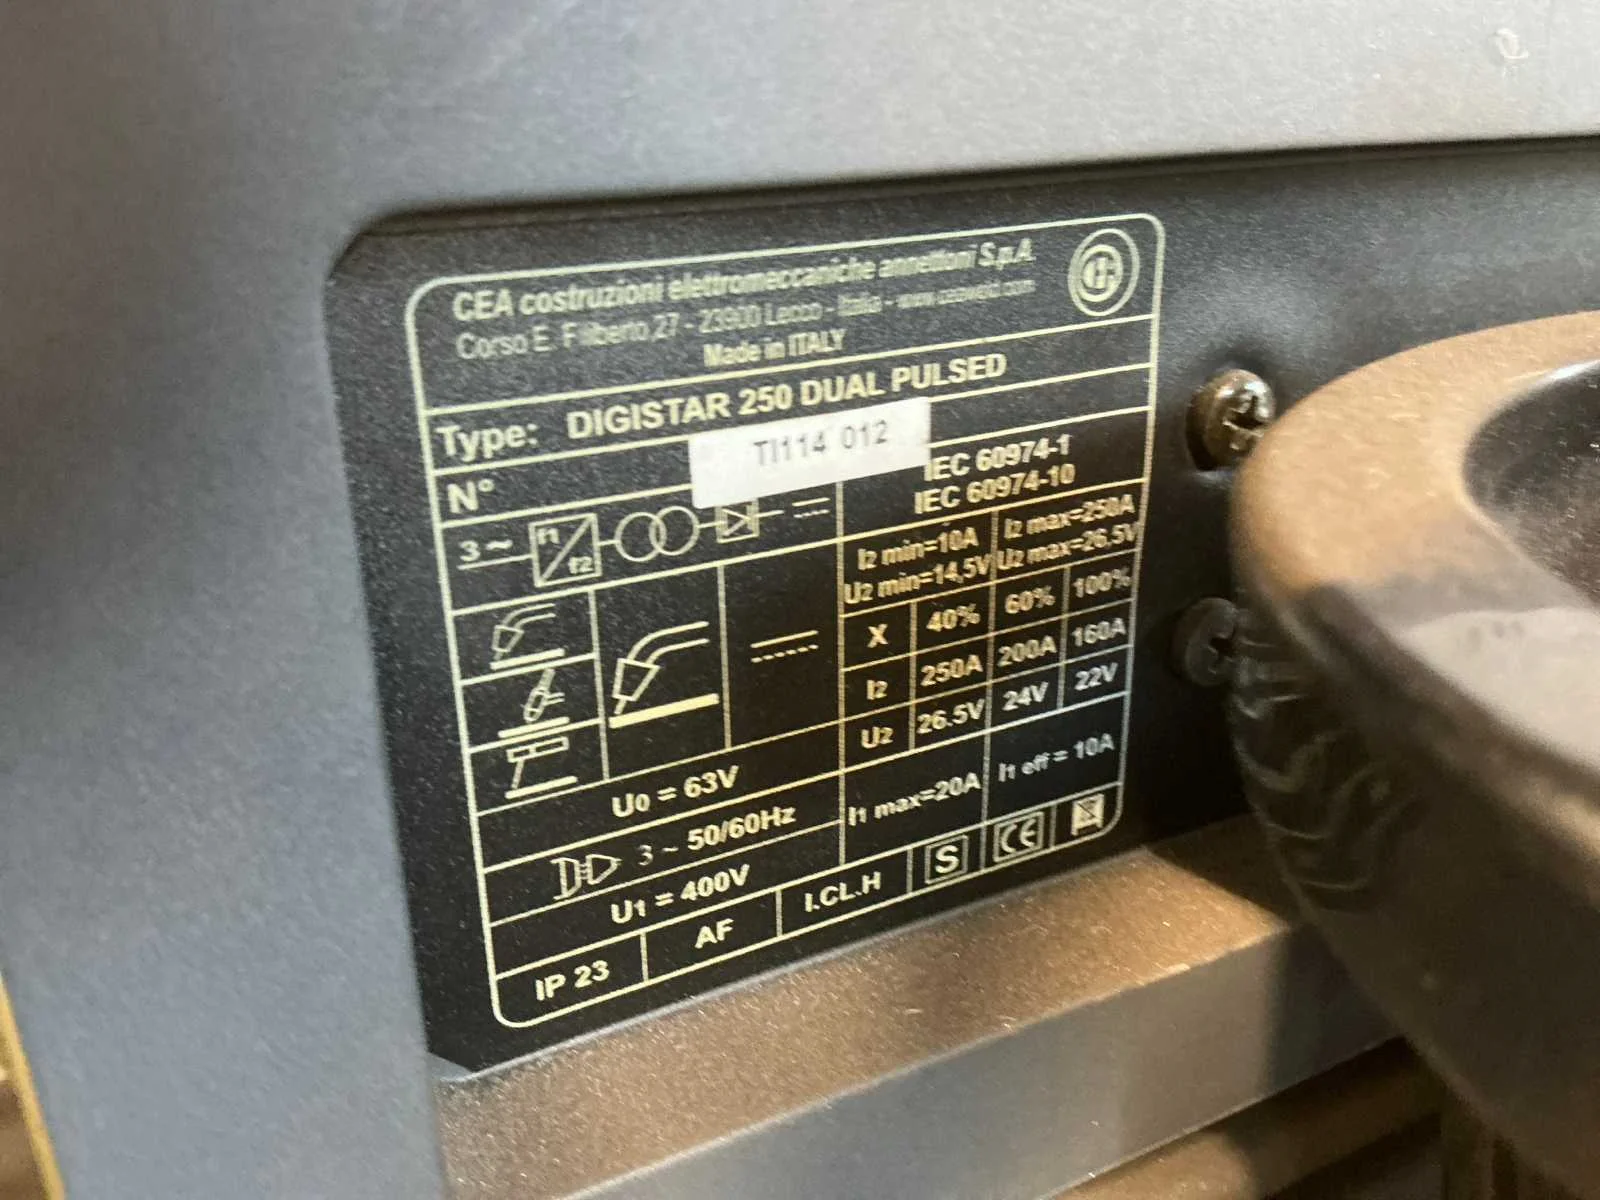 CEA costruzioni elettromeccaniche annettoni S.p.A.
Corso E. Filiberto,27 - 23900 Lecco - Italia - www.ceaweld.com
Made in ITALY
Type: DIGISTAR 250 DUAL PULSED
N° TI114 012
IEC 60974-1
IEC 60974-10
3~ f1 f2
I2 min=10A I2 max=250A
U2 min=14,5V U2 max=26.5V
X 40% 60% 100%
I2 250A 200A 160A
U2 26.5V 24V 22V
U0 = 63V
3 ~ 50/60Hz
I1 max=20A I1 eff = 10A
U1 = 400V
IP 23 AF I.CL.H S CE